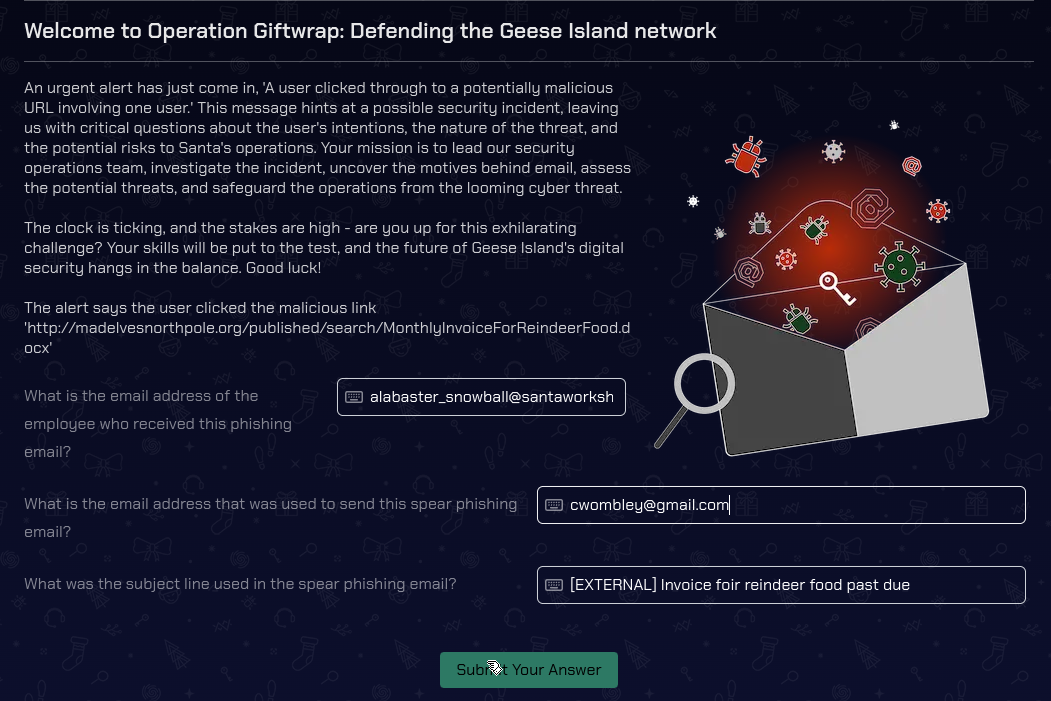 Welcome to Operation Giftwrap: Defending the Geese Island network
An urgent alert has just come in, 'A user clicked through to a potentially malicious
URL involving one user.' This message hints at a possible security incident, leaving
us with critical questions about the user's intentions, the nature of the threat, and
the potential risks to Santa's operations. Your mission is to lead our security
operations team, investigate the incident, uncover the motives behind email, assess
the potential threats, and safeguard the operations from the looming cyber threat.
The clock is ticking, and the stakes are high - are you up for this exhilarating
challenge? Your skills will be put to the test, and the future of Geese Island's digital
security hangs in the balance. Good luck!
The alert says the user clicked the malicious link
'http://madelvesnorthpole.org/published/search/MonthlyInvoiceForReindeerFood.d
ocx'
What is the email address of the
employee who received this phishing
email?
alabaster_snowball@santaworksh
What is the email address that was used to send this spear phishing
email?
cwombley@gmail.com
What was the subject line used in the spear phishing email?
[EXTERNAL] Invoice foir reindeer food past due
Submit Your Answer